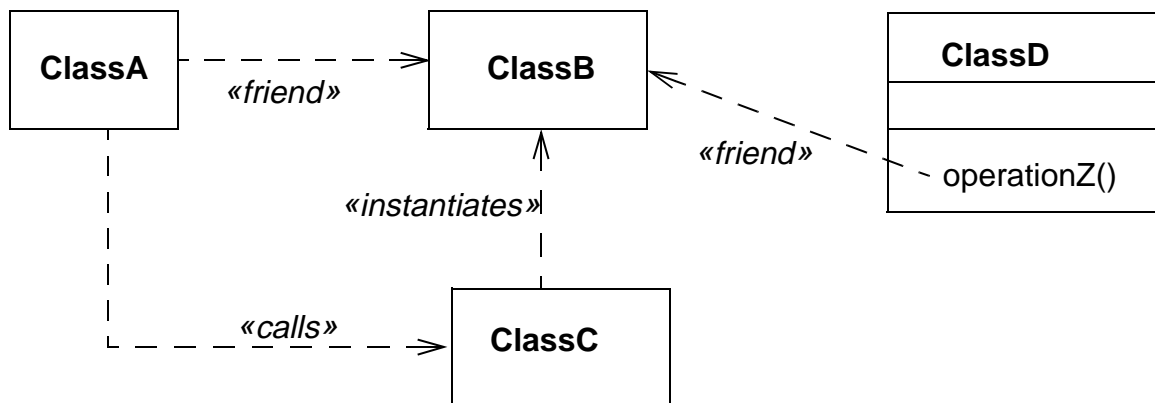 ClassA
ClassB
ClassD
«friend»
«friend»
operationZ()
«instantiates»
«calls»
ClassC